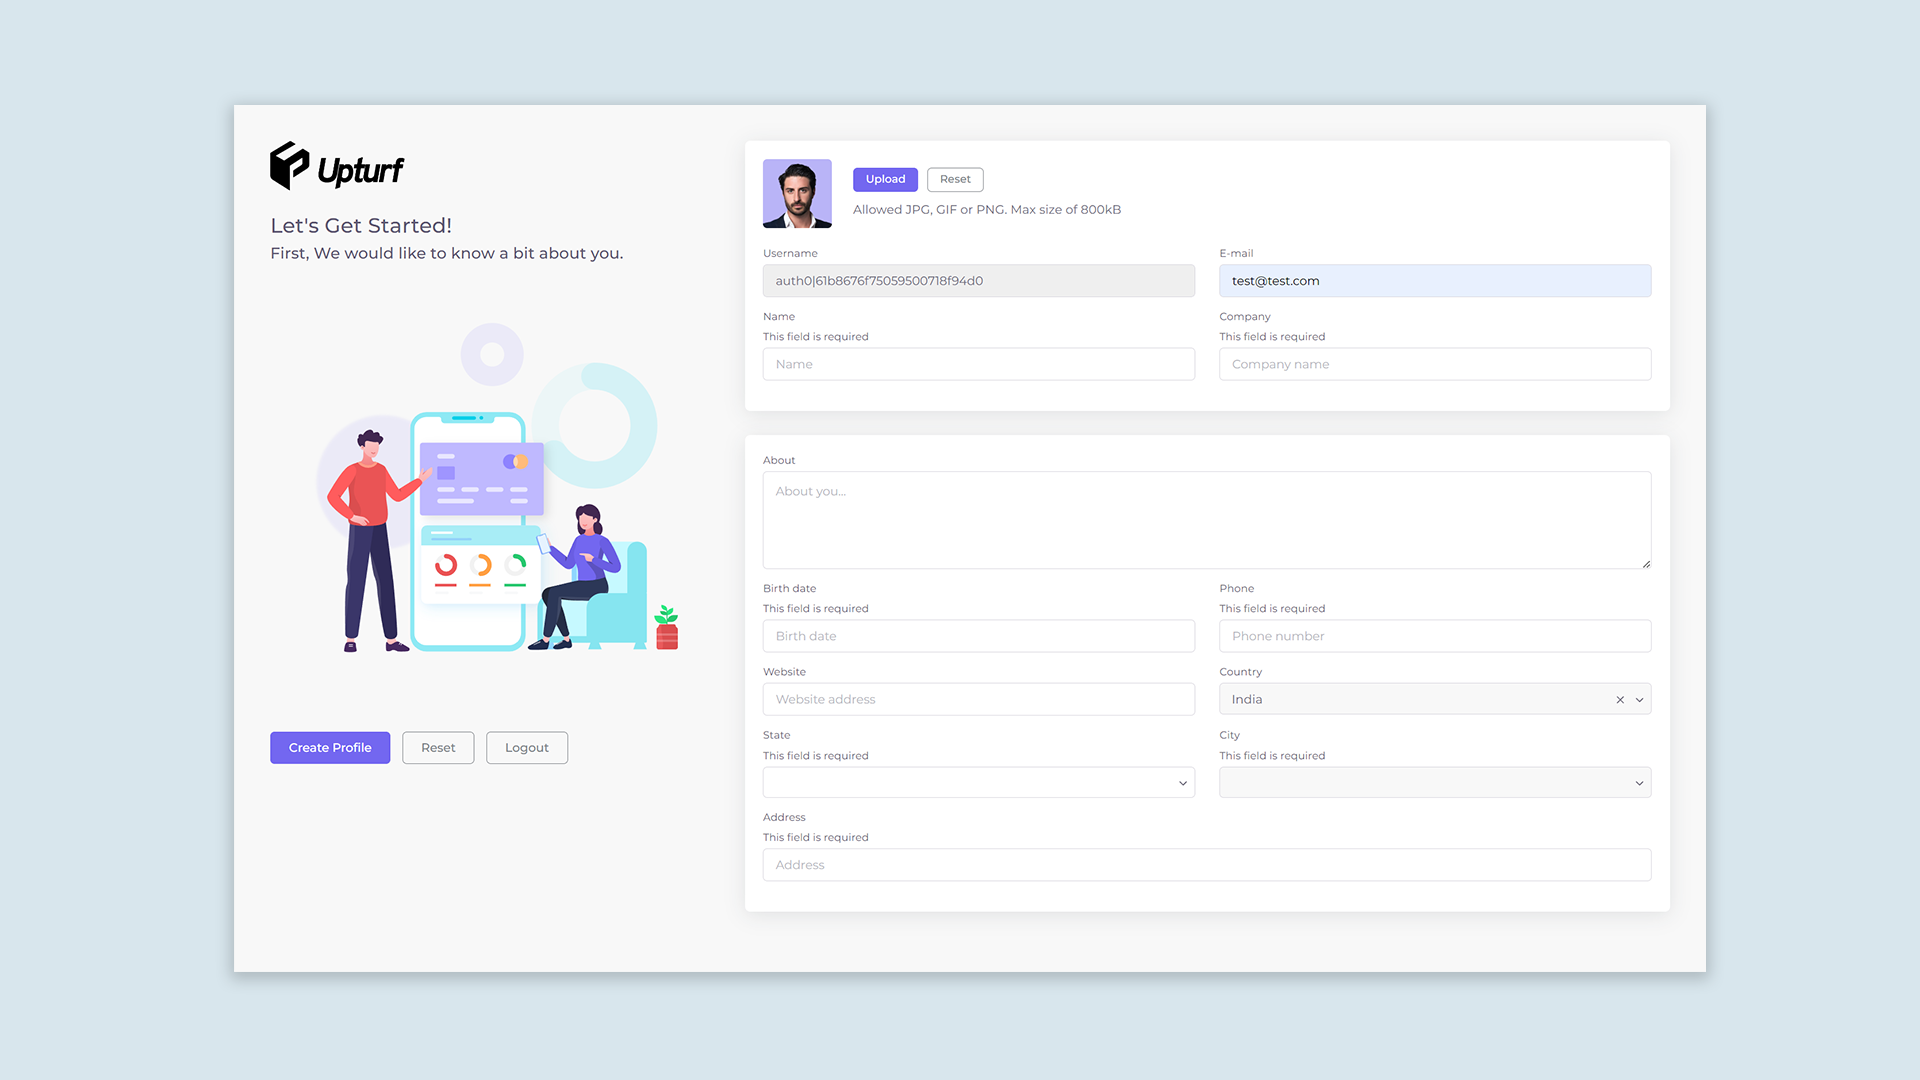 Upturf
Let's Get Started!
First, We would like to know a bit about you.
Create Profile
Reset
Logout
Upload
Reset
Allowed JPG, GIF or PNG. Max size of 800kB
Username
E-mail
auth0|61b8676f75059500718f94d0
test@test.com
Name
Company
This field is required
This field is required
Name
Company name
About
About you...
Birth date
Phone
This field is required
This field is required
Birth date
Phone number
Website
Country
Website address
India
State
City
This field is required
This field is required
Address
This field is required
Address